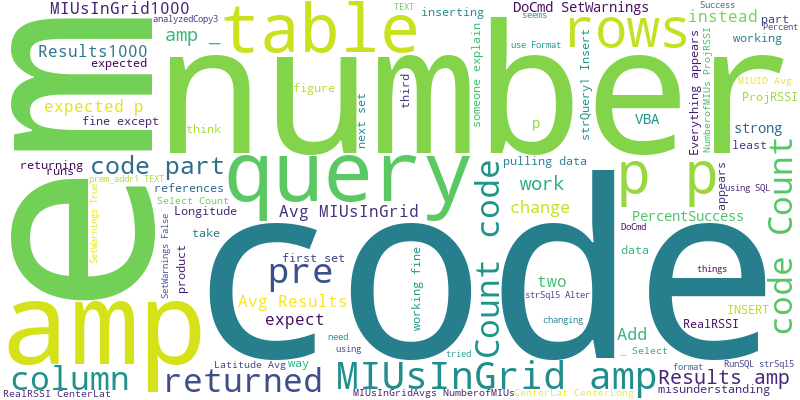 MIUsInGrid1000
analyzedCopy3
TEXT
inserting
DoCmd SetWarnings
seems
Success
amp _
table
rows
instead
part
Percent
Results1000
expected
use Format
working
em
number
expected p
fine except
figure
third
someone explain
next set
strQuery1 Insert
VBA
Everything appears
NumberofMIUs ProjRSSI
MIUID Avg
ProjRSSI
think
p
strong
least
returning
runs
code part
query
pulling data
p p
appears
using SQL
code Count
prem_addr1 TEXT
SetWarnings True
references
Select Count
Longitude
Avg MIUsInGrid
Count code
work
change
PercentSuccess
SetWarnings False
take
code
DoCmd
data
product
first set
working fine
things
pre
two
strSql5 Alter
amp
Avg Results
expect
changing
INSERT
RealRSSI
Add
_ Select
need
using
tried
column
returned
Latitude Avg
way
MIUsInGrid amp
format
RunSQL strSql5
Results amp
misunderstanding
RealRSSI CenterLat
MIUsInGridAvgs NumberofMIUs
CenterLat CenterLong